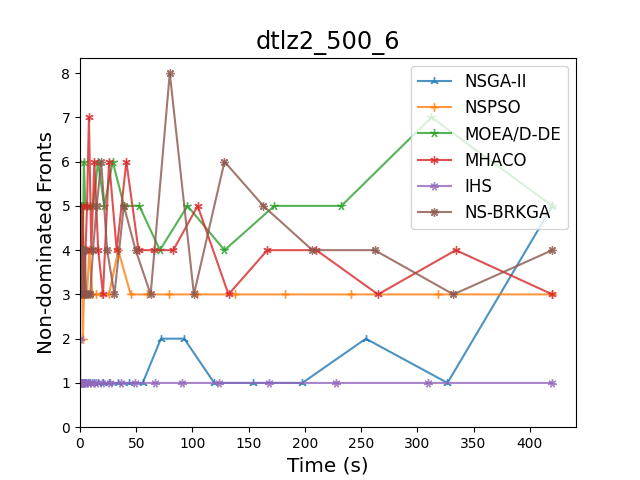 dtlz2_500_6
Non-dominated Fronts
8
7
6
5
4
3
2
1
0
NSGA-II
NSPSO
MOEA/D-DE
MHACO
IHS
NS-BRKGA
0 50 100 150 200 250 300 350 400
Time (s)